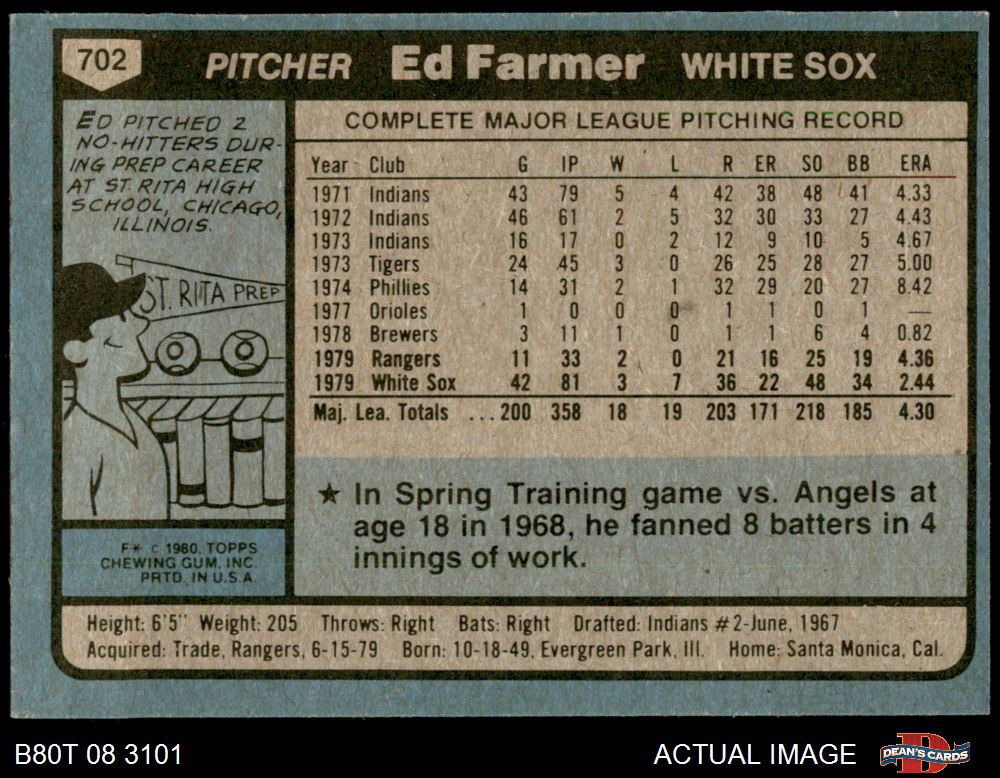 702 PITCHER Ed Farmer WHITE SOX
ED PITCHED 2
NO-HITTERS DUR-
ING PREP CAREER
AT ST. RITA HIGH
SCHOOL, CHICAGO,
ILLINOIS.
ST. RITA PREP
F* © 1980. TOPPS
CHEWING GUM, INC.
PRTD. IN U.S.A.
COMPLETE MAJOR LEAGUE PITCHING RECORD
Year Club G IP W L R ER SO BB ERA
1971 Indians 43 79 5 4 42 38 48 41 4.33
1972 Indians 46 61 2 5 32 30 33 27 4.43
1973 Indians 16 17 0 2 12 9 10 5 4.67
1973 Tigers 24 45 3 0 26 25 28 27 5.00
1974 Phillies 14 31 2 1 32 29 20 27 8.42
1977 Orioles 1 0 0 0 1 1 0 1 —
1978 Brewers 3 11 1 0 1 1 6 4 0.82
1979 Rangers 11 33 2 0 21 16 25 19 4.36
1979 White Sox 42 81 3 7 36 22 48 34 2.44
Maj. Lea. Totals ... 200 358 18 19 203 171 218 185 4.30
★ In Spring Training game vs. Angels at
age 18 in 1968, he fanned 8 batters in 4
innings of work.
Height: 6'5" Weight: 205 Throws: Right Bats: Right Drafted: Indians #2-June, 1967
Acquired: Trade, Rangers, 6-15-79 Born: 10-18-49, Evergreen Park, Ill. Home: Santa Monica, Cal.
B80T 08 3101 ACTUAL IMAGE D DEAN'S CARDS